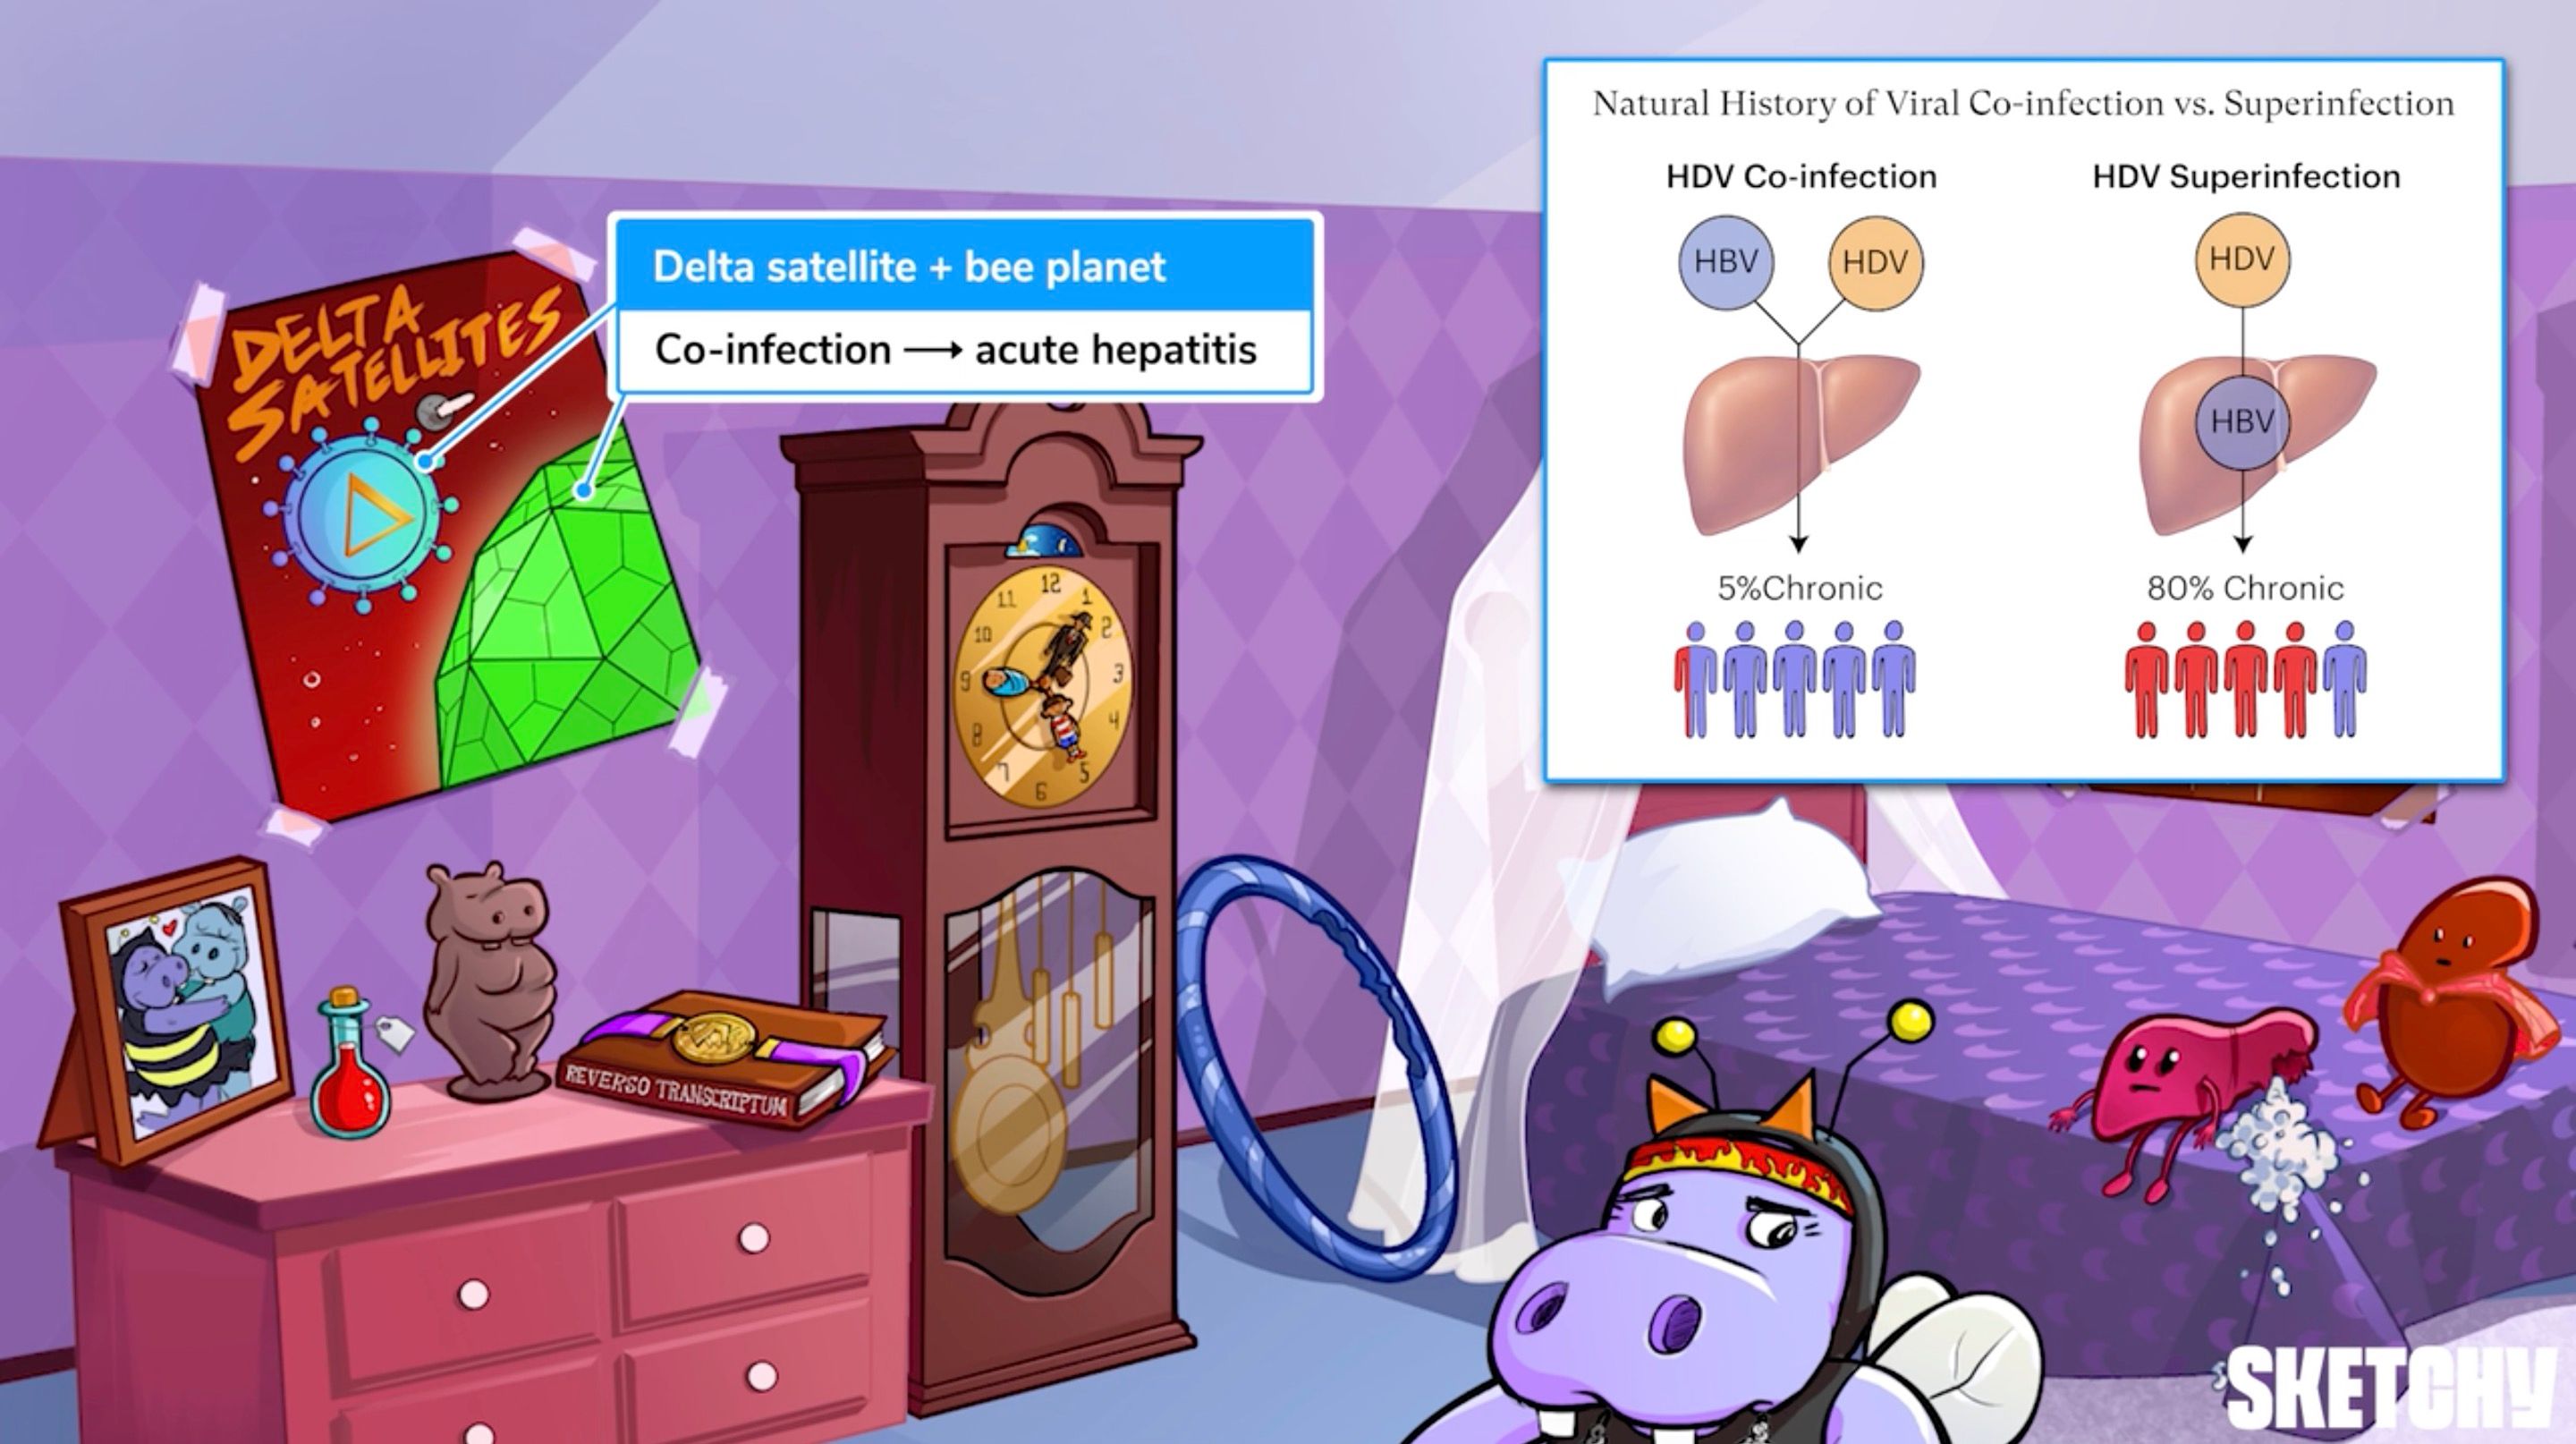 Natural History of Viral Co-infection vs. Superinfection
HDV Co-infection
HDV Superinfection
HBV
HDV
HDV
HBV
5%Chronic
80% Chronic
Delta satellite + bee planet
Co-infection ⟶ acute hepatitis
DELTA
SATELLITES
12
1
2
3
4
5
6
7
8
9
10
11
REVERSO TRANSCRIPTUM
SKETCHY